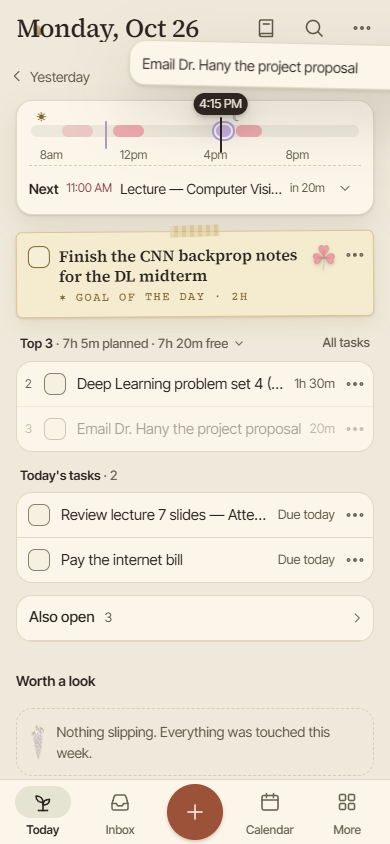 Monday, Oct 26
Email Dr. Hany the project proposal
Yesterday
4:15 PM
8am 12pm 4pm 8pm
Next 11:00 AM Lecture — Computer Visi... in 20m
Finish the CNN backprop notes
for the DL midterm
✶ GOAL OF THE DAY · 2H
Top 3 · 7h 5m planned · 7h 20m free
All tasks
2 Deep Learning problem set 4 (... 1h 30m
3 Email Dr. Hany the project proposal 20m
Today's tasks · 2
Review lecture 7 slides — Atte... Due today
Pay the internet bill Due today
Also open 3
Worth a look
Nothing slipping. Everything was touched this
week.
Today Inbox Calendar More